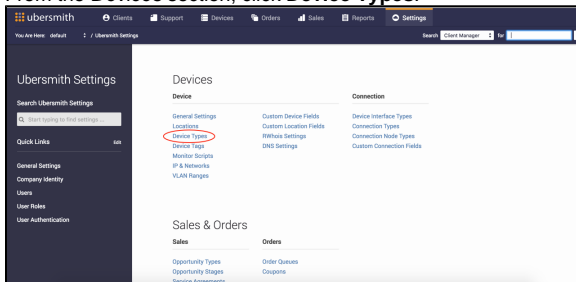 From the Devices section, click Device Types.
ubersmith Clients Support Devices Orders Sales Reports Settings
You Are Here: default / Ubersmith Settings Search Client Manager for
Ubersmith Settings
Search Ubersmith Settings
Start typing to find settings ...
Quick Links Edit
General Settings
Company Identity
Users
User Roles
User Authentication
Devices
Device Connection
General Settings Custom Device Fields Device Interface Types
Locations Custom Location Fields Connection Types
Device Types RWhois Settings Connection Node Types
Device Tags DNS Settings Custom Connection Fields
Monitor Scripts
IP & Networks
VLAN Ranges
Sales & Orders
Sales Orders
Opportunity Types Order Queues
Opportunity Stages Coupons
Service Agreements